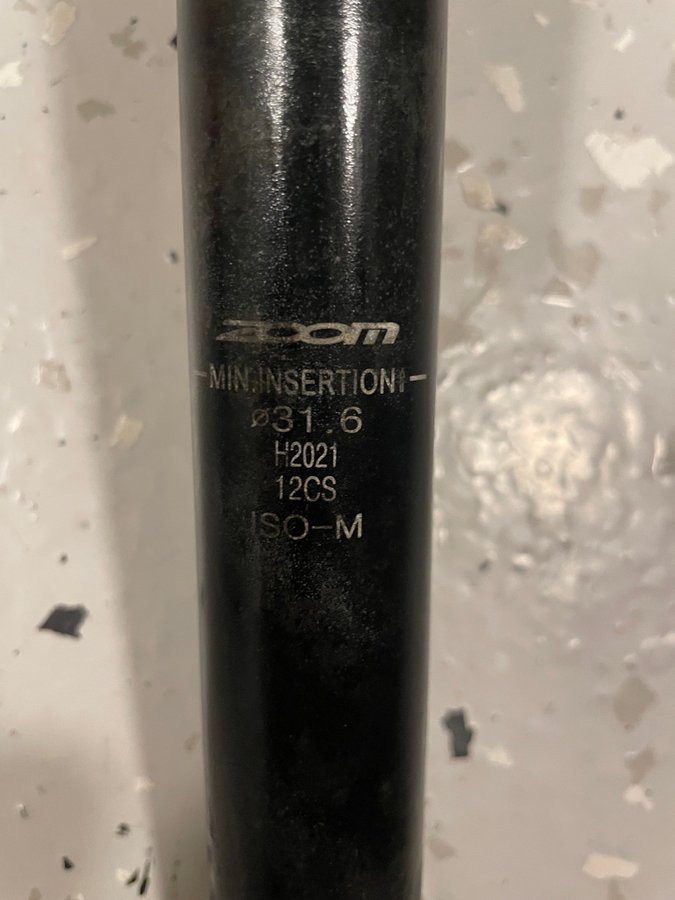 ZOOM
MIN.INSERTION↑
ø31.6
H2021
12CS
ISO-M